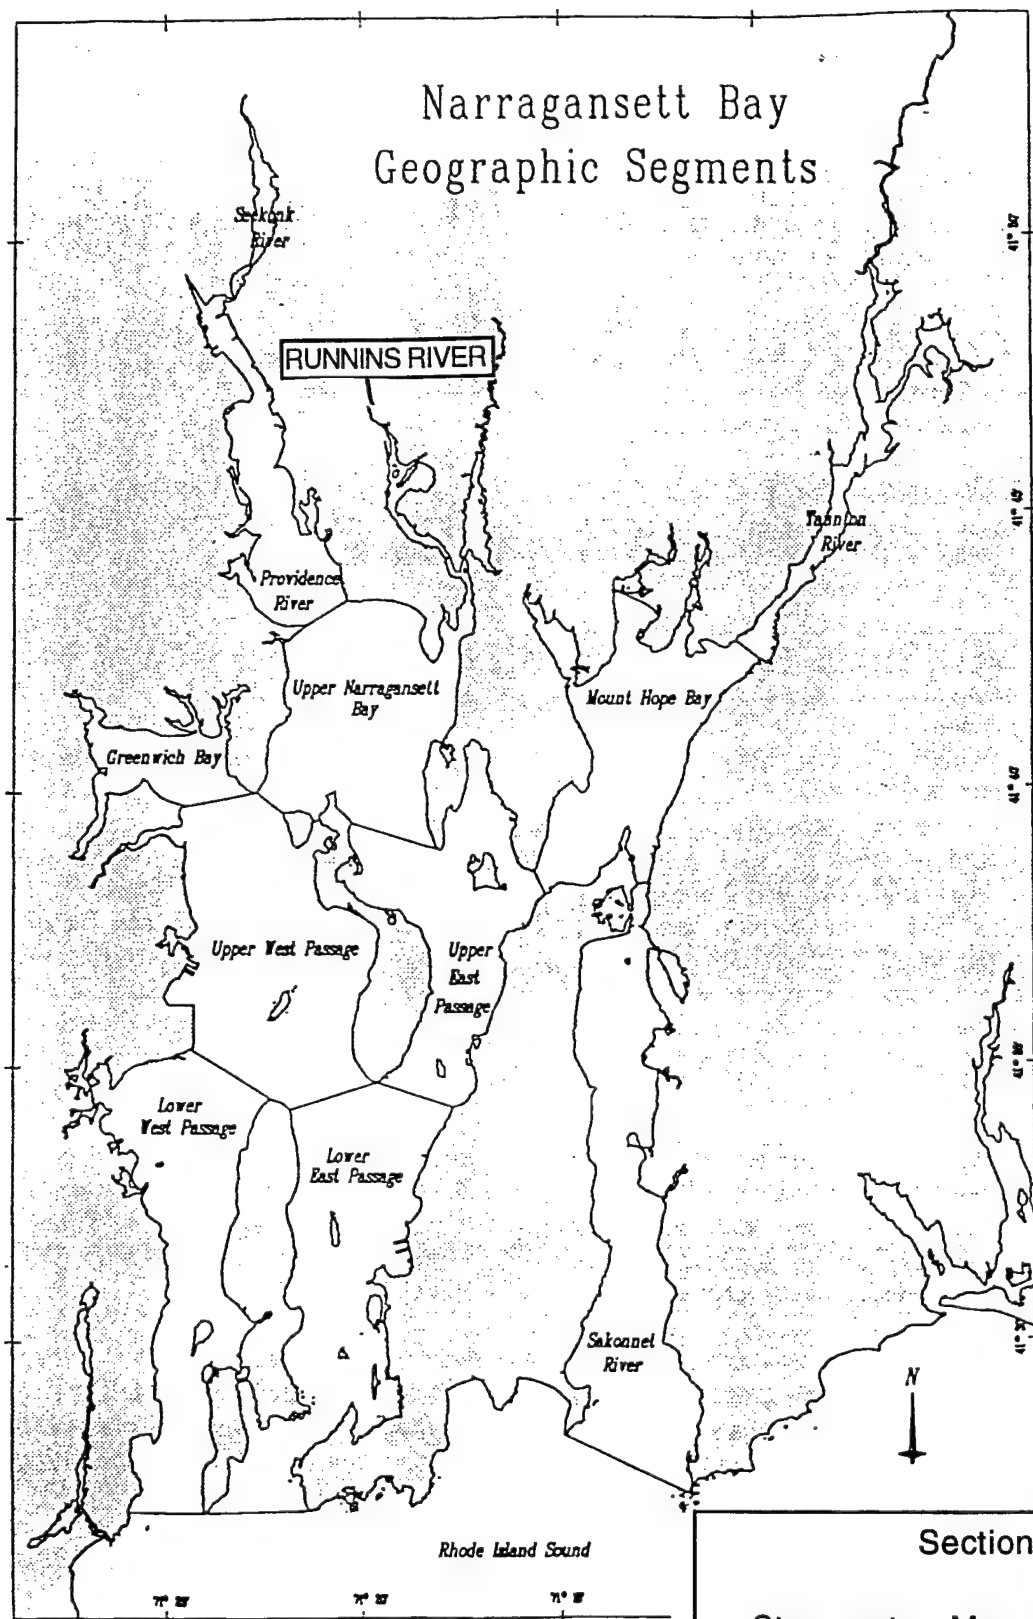 Narragansett Bay
Geographic Segments
Seekonk
River
RUNNINS RIVER
Taunton
River
Providence
River
Upper Narragansett
Bay
Mount Hope Bay
Greenwich Bay
Upper West Passage
Upper
East
Passage
Lower
West Passage
Lower
East Passage
Sakonnet
River
N
Rhode Island Sound
Section